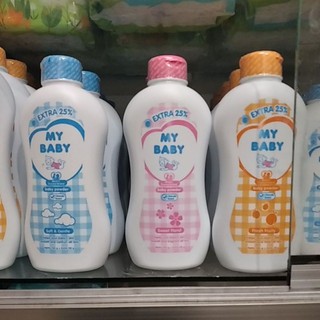 EXTRA 25%
MY
BABY
baby powder
Soft & Gentle
EXTRA 25%
MY
BABY
baby powder
Sweet Floral
EXTRA 25%
MY
BABY
baby powder